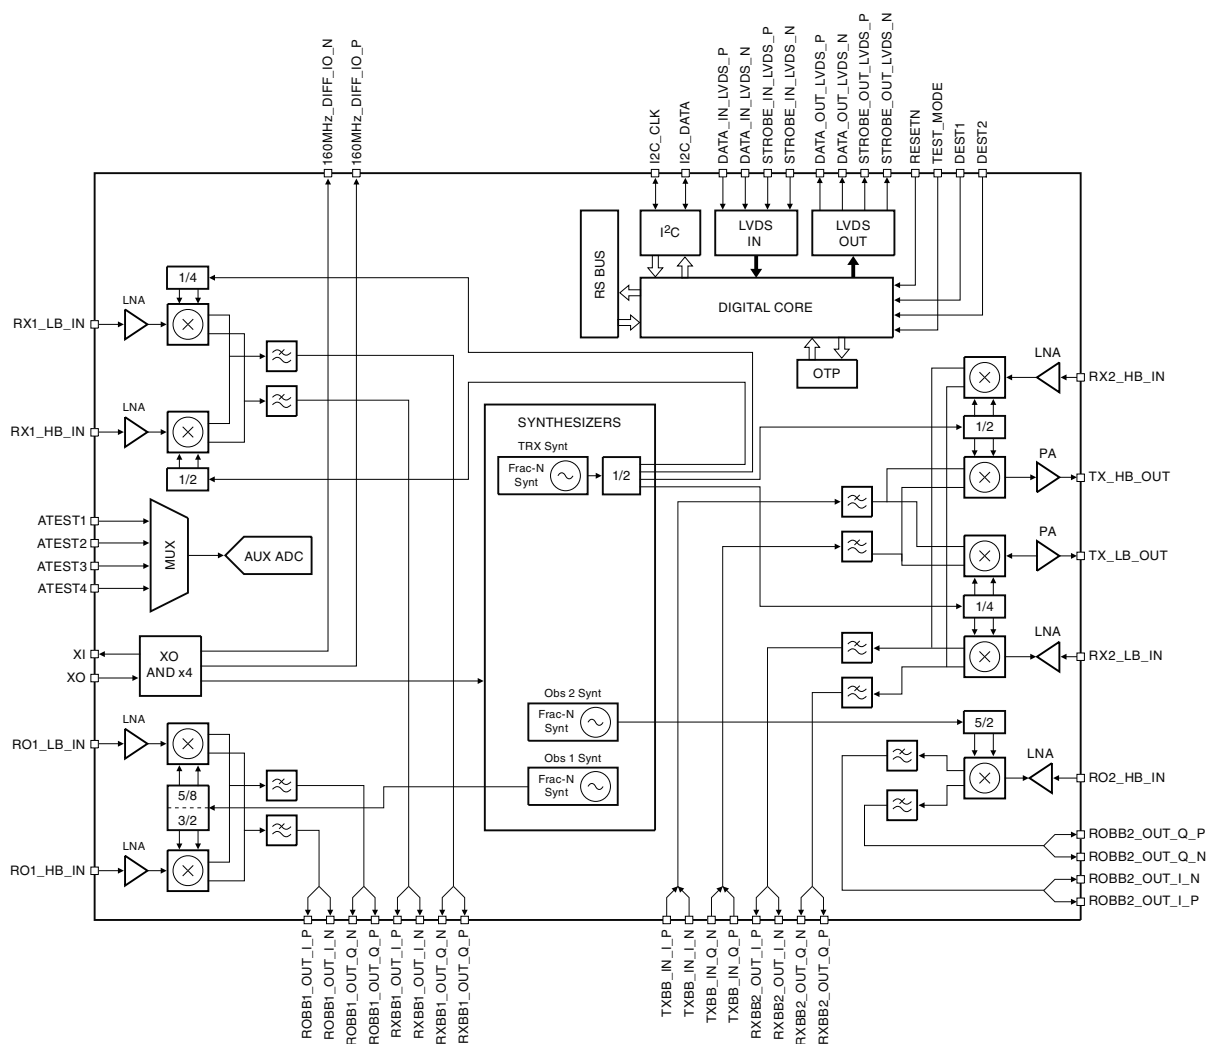 160MHz_DIFF_IO_N
160MHz_DIFF_IO_P
I2C_CLK
I2C_DATA
DATA_IN_LVDS_P
DATA_IN_LVDS_N
STROBE_IN_LVDS_P
STROBE_IN_LVDS_N
DATA_OUT_LVDS_P
DATA_OUT_LVDS_N
STROBE_OUT_LVDS_P
STROBE_OUT_LVDS_N
RESETN
TEST_MODE
DEST1
DEST2
RS BUS
I²C
LVDS
IN
LVDS
OUT
DIGITAL CORE
OTP
1/4
LNA
RX1_LB_IN
LNA
RX1_HB_IN
1/2
ATEST1
ATEST2
ATEST3
ATEST4
MUX
AUX ADC
XI
XO
XO
AND x4
LNA
RO1_LB_IN
5/8
3/2
LNA
RO1_HB_IN
SYNTHESIZERS
TRX Synt
Frac-N
Synt
1/2
Obs 2 Synt
Frac-N
Synt
Obs 1 Synt
Frac-N
Synt
LNA
RX2_HB_IN
1/2
PA
TX_HB_OUT
PA
TX_LB_OUT
1/4
LNA
RX2_LB_IN
5/2
LNA
RO2_HB_IN
ROBB2_OUT_Q_P
ROBB2_OUT_Q_N
ROBB2_OUT_I_N
ROBB2_OUT_I_P
ROBB1_OUT_I_P
ROBB1_OUT_I_N
ROBB1_OUT_Q_N
ROBB1_OUT_Q_P
RXBB1_OUT_I_P
RXBB1_OUT_I_N
RXBB1_OUT_Q_N
RXBB1_OUT_Q_P
TXBB_IN_I_P
TXBB_IN_I_N
TXBB_IN_Q_N
TXBB_IN_Q_P
RXBB2_OUT_I_P
RXBB2_OUT_I_N
RXBB2_OUT_Q_N
RXBB2_OUT_Q_P